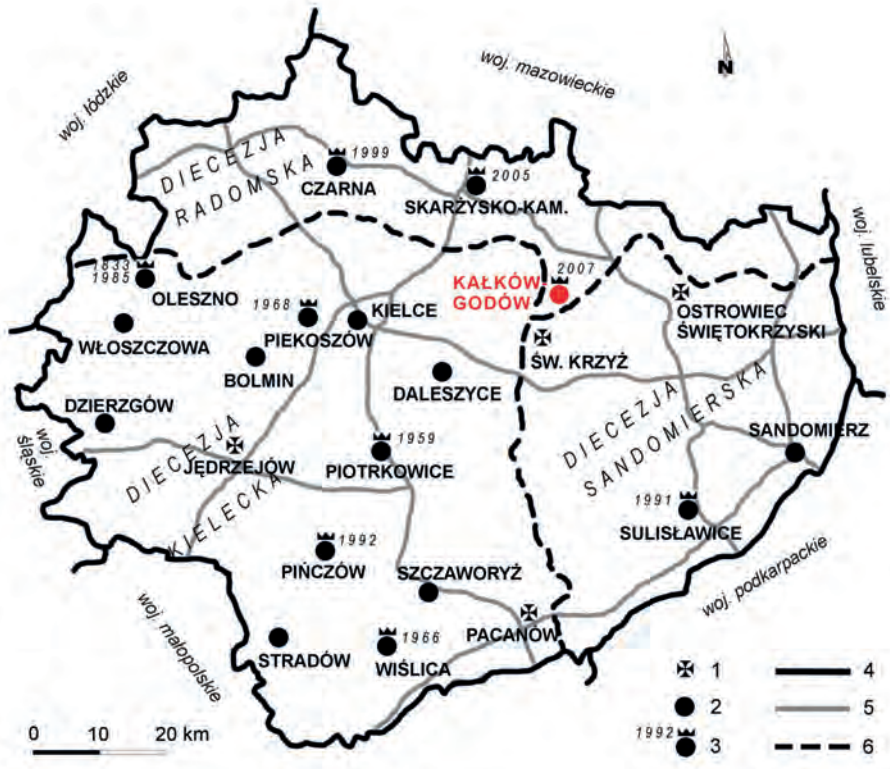 woj. łódzkie
woj. mazowieckie
N
woj. lubelskie
DIECEZJA
RADOMSKA
1999
CZARNA
2005
SKARŻYSKO-KAM.
1833
1985
OLESZNO
WŁOSZCZOWA
1968
PIEKOSZÓW
KIELCE
BOLMIN
2007
KAŁKÓW-
GODÓW
OSTROWIEC
ŚWIĘTOKRZYSKI
ŚW. KRZYŻ
DALESZYCE
DZIERZGÓW
woj.
śląskie
DIECEZJA
KIELECKA
JĘDRZEJÓW
1959
PIOTRKOWICE
DIECEZJA
SANDOMIERSKA
SANDOMIERZ
1991
SULISŁAWICE
1992
PIŃCZÓW
SZCZAWORYŻ
PACANÓW
woj. podkarpackie
woj. małopolskie
STRADÓW
1966
WIŚLICA
0 10 20 km
1
2
1992 3
4
5
6